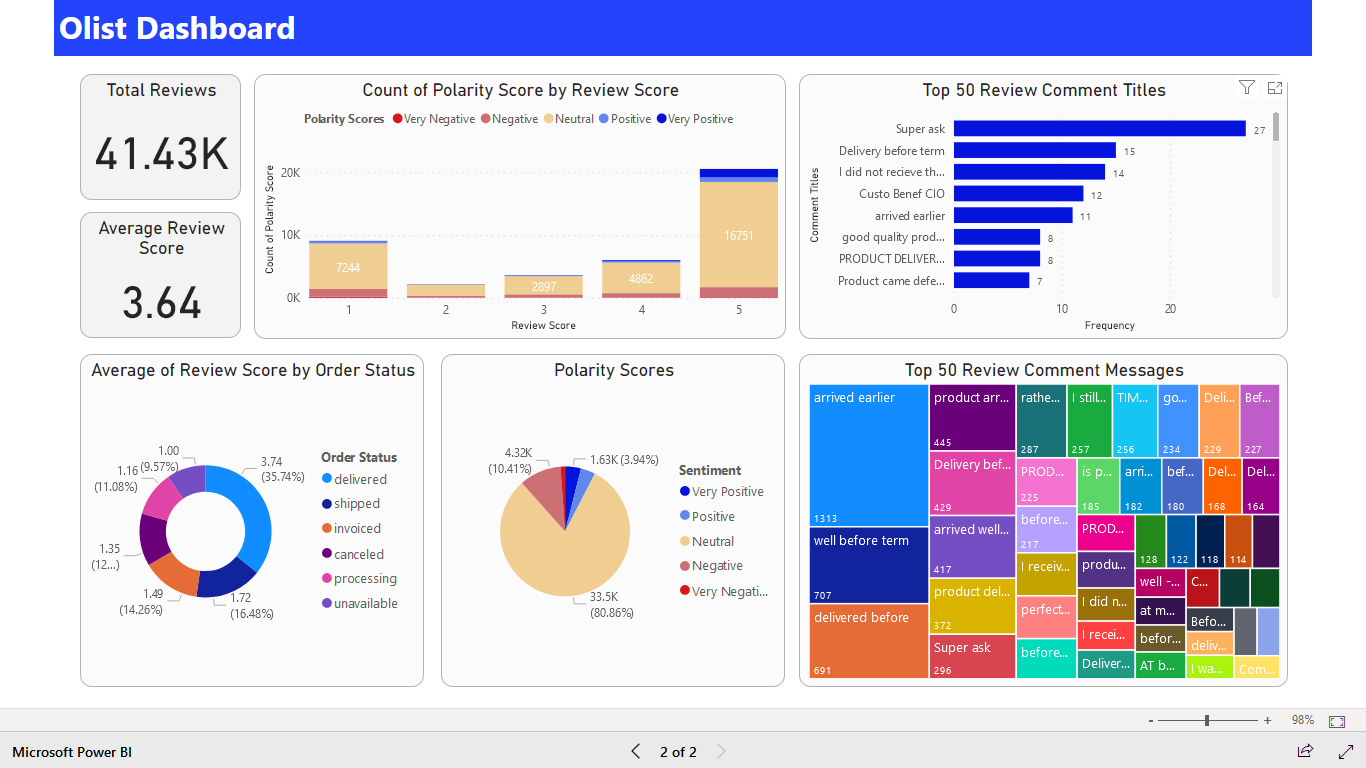 Olist Dashboard
Total Reviews
41.43K
Average Review
Score
3.64
Count of Polarity Score by Review Score
Polarity Scores Very Negative Negative Neutral Positive Very Positive
Count of Polarity Score
20K
10K
0K
7244
2897
4862
16751
1 2 3 4 5
Review Score
Top 50 Review Comment Titles
Comment Titles
Super ask 27
Delivery before term 15
I did not recieve th... 14
Custo Benef CIO 12
arrived earlier 11
good quality prod... 8
PRODUCT DELIVER... 8
Product came defe... 7
0 10 20
Frequency
Average of Review Score by Order Status
3.74
(35.74%)
1.72
(16.48%)
1.49
(14.26%)
1.35
(12...)
1.16
(11.08%)
1.00
(9.57%)
Order Status
delivered
shipped
invoiced
canceled
processing
unavailable
Polarity Scores
4.32K
(10.41%)
1.63K (3.94%)
33.5K
(80.86%)
Sentiment
Very Positive
Positive
Neutral
Negative
Very Negati...
Top 50 Review Comment Messages
arrived earlier
1313
well before term
707
delivered before
691
product arr...
445
Delivery bef...
429
arrived well...
417
product del...
372
Super ask
296
rathe...
287
I still...
257
TIM...
256
go...
234
Deli...
229
Bef...
227
PROD...
225
before...
217
I receiv...
perfect...
before...
is p...
185
arri...
182
bef...
180
Del...
168
Del...
164
PROD...
produ...
I did n...
I recei...
Deliver...
128
122
118
114
well -...
at m...
befor...
AT b...
C...
Befo...
deliv...
I wa...
Com...
- + 98%
Microsoft Power BI
2 of 2